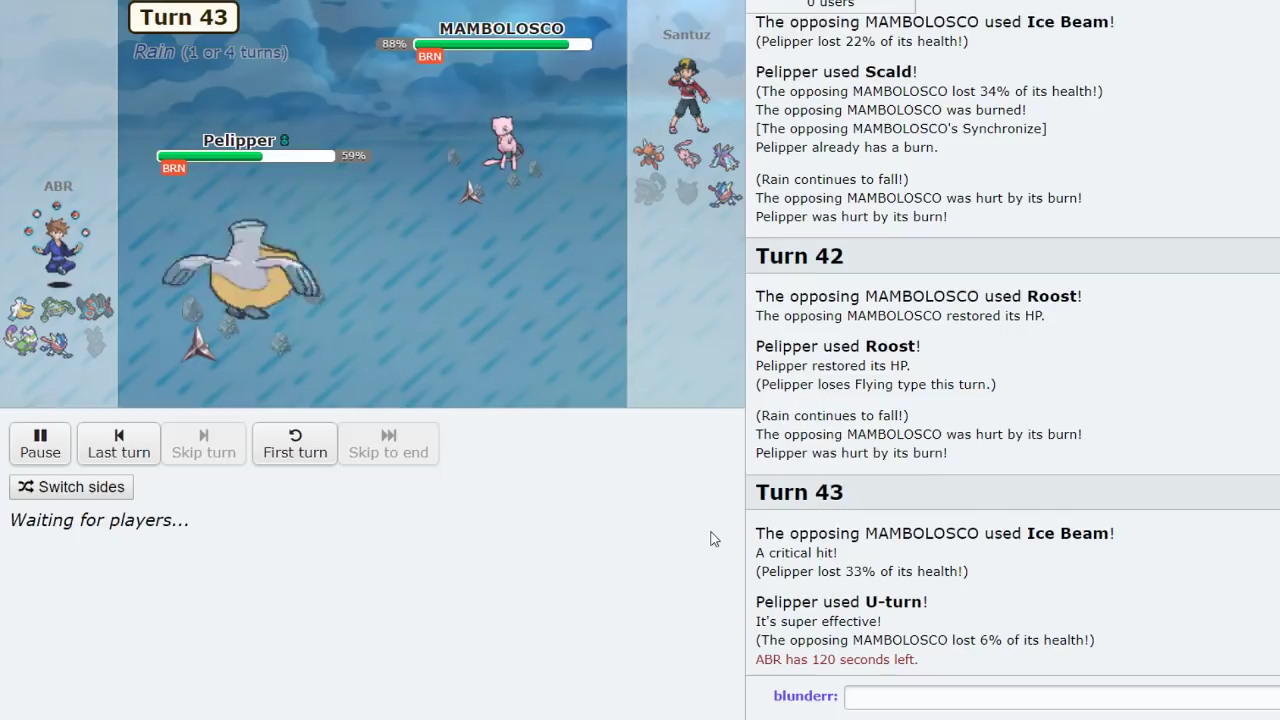 Turn 43
Rain (1 or 4 turns)
MAMBOLOSCO
88%
BRN
Pelipper
59%
BRN
ABR
Santuz
Pause
Last turn
Skip turn
First turn
Skip to end
Switch sides
Waiting for players...
0 users
The opposing MAMBOLOSCO used Ice Beam!
(Pelipper lost 22% of its health!)
Pelipper used Scald!
(The opposing MAMBOLOSCO lost 34% of its health!)
The opposing MAMBOLOSCO was burned!
[The opposing MAMBOLOSCO's Synchronize]
Pelipper already has a burn.
(Rain continues to fall!)
The opposing MAMBOLOSCO was hurt by its burn!
Pelipper was hurt by its burn!
Turn 42
The opposing MAMBOLOSCO used Roost!
The opposing MAMBOLOSCO restored its HP.
Pelipper used Roost!
Pelipper restored its HP.
(Pelipper loses Flying type this turn.)
(Rain continues to fall!)
The opposing MAMBOLOSCO was hurt by its burn!
Pelipper was hurt by its burn!
Turn 43
The opposing MAMBOLOSCO used Ice Beam!
A critical hit!
(Pelipper lost 33% of its health!)
Pelipper used U-turn!
It's super effective!
(The opposing MAMBOLOSCO lost 6% of its health!)
ABR has 120 seconds left.
blunderr: